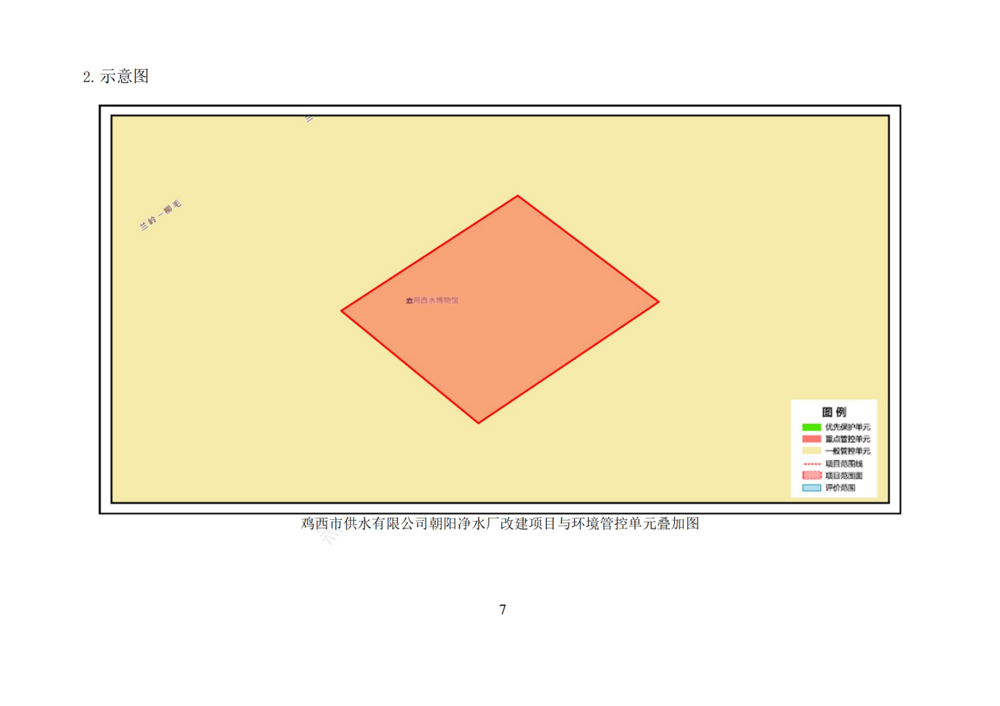 2. 示意图
兰岭一柳毛
鸡西水博物馆
图例
优先保护单元
重点管控单元
一般管控单元
项目范围线
项目范围面
评价范围
鸡西市供水有限公司朝阳净水厂改建项目与环境管控单元叠加图
7